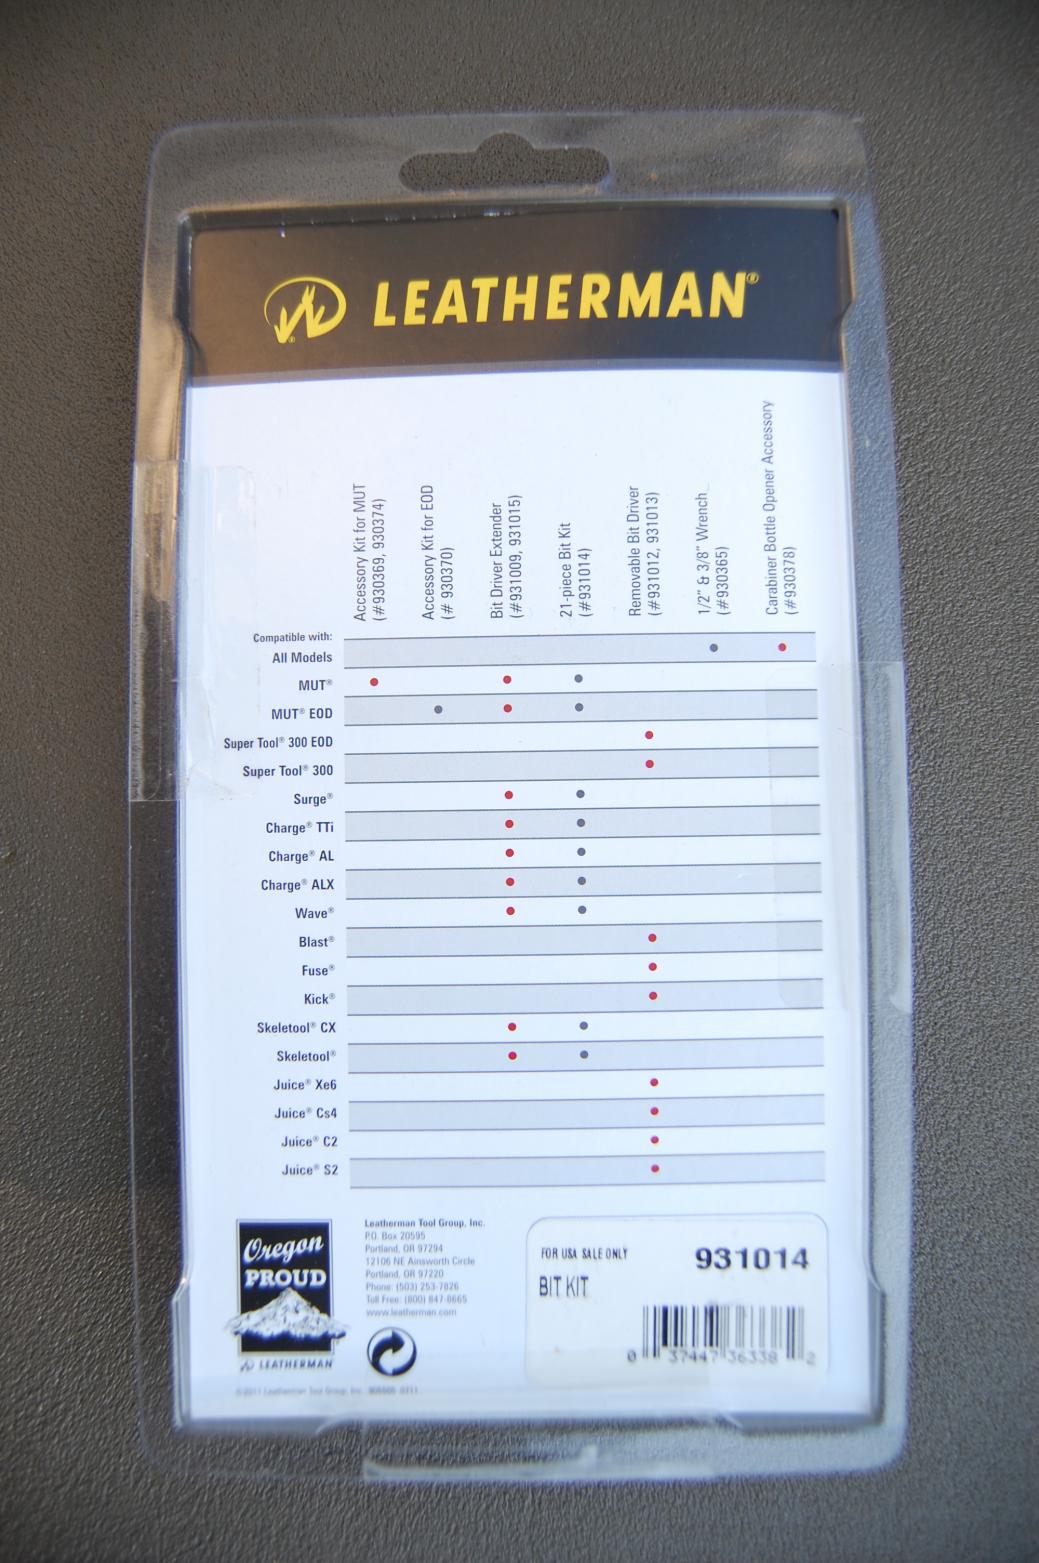 LEATHERMAN®
Accessory Kit for MUT
(#930369, 930374)
Accessory Kit for EOD
(# 930370)
Bit Driver Extender
(#931009, 931015)
21-piece Bit Kit
(#931014)
Removable Bit Driver
(#931012, 931013)
1/2" & 3/8" Wrench
(#930365)
Carabiner Bottle Opener Accessory
(#930378)
Compatible with:
All Models
MUT®
MUT® EOD
Super Tool® 300 EOD
Super Tool® 300
Surge®
Charge® TTi
Charge® AL
Charge® ALX
Wave®
Blast®
Fuse®
Kick®
Skeletool® CX
Skeletool®
Juice® Xe6
Juice® Cs4
Juice® C2
Juice® S2
Oregon
PROUD
LEATHERMAN
Leatherman Tool Group, Inc.
P.O. Box 20595
Portland, OR 97294
12106 NE Ainsworth Circle
Portland, OR 97220
Phone: (503) 253-7826
Toll Free: (800) 847-8665
www.leatherman.com
FOR USA SALE ONLY
931014
BIT KIT
0 37447 36338 2
©2011 Leatherman Tool Group, Inc.